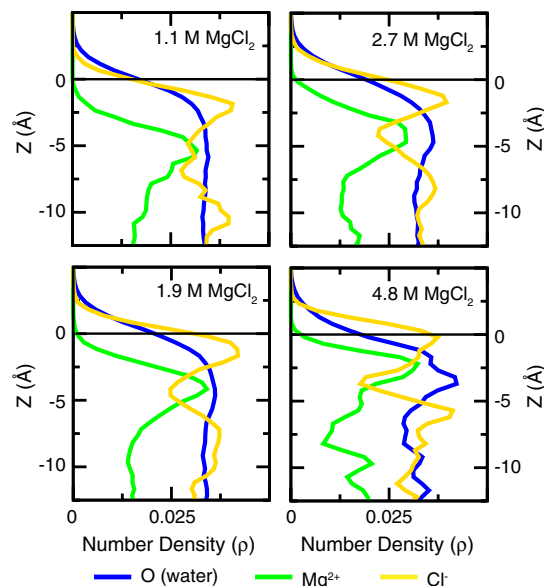 1.1 M MgCl₂
2.7 M MgCl₂
0
-5
-10
Z (Å)
0
-5
-10
Z (Å)
1.9 M MgCl₂
4.8 M MgCl₂
0
-5
-10
Z (Å)
0
-5
-10
Z (Å)
0 0.025
0 0.025
Number Density (ρ) Number Density (ρ)
O (water) Mg²⁺ Cl⁻